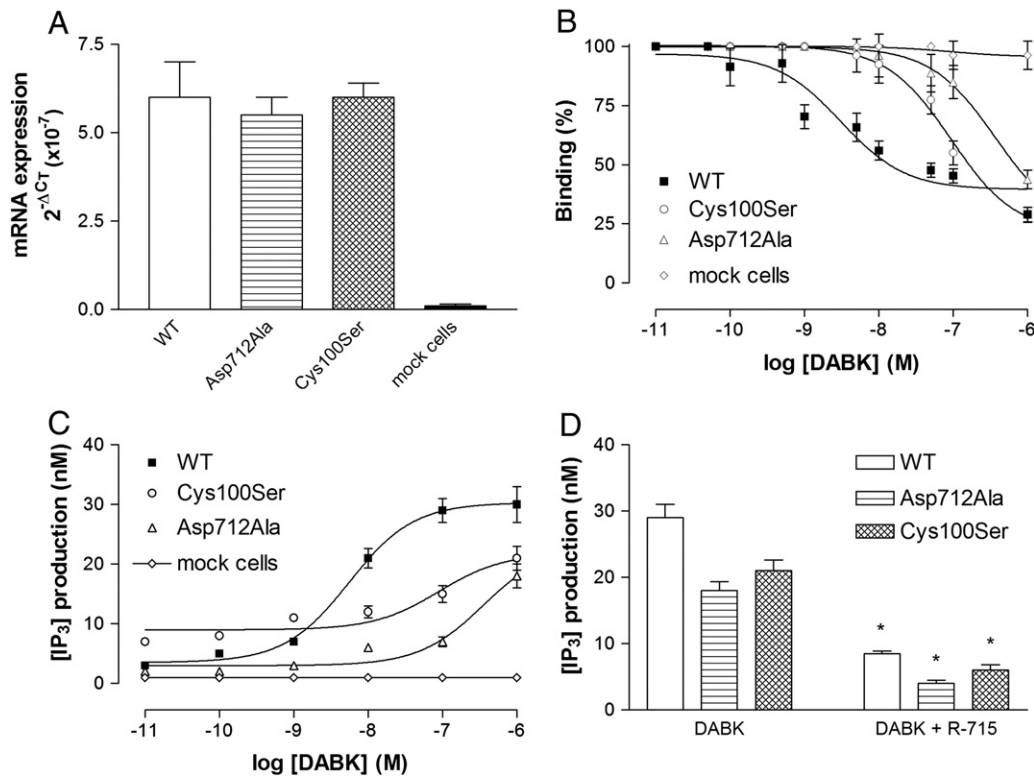 A
mRNA expression
2^-ΔCT (x10^-7)
7.5
5.0
2.5
0.0
WT
Asp712Ala
Cys100Ser
mock cells
B
Binding (%)
100
75
50
25
0
WT
Cys100Ser
Asp712Ala
mock cells
-11 -10 -9 -8 -7 -6
log [DABK] (M)
C
[IP3] production (nM)
40
30
20
10
0
WT
Cys100Ser
Asp712Ala
mock cells
-11 -10 -9 -8 -7 -6
log [DABK] (M)
D
[IP3] production (nM)
40
30
20
10
0
WT
Asp712Ala
Cys100Ser
* * *
DABK DABK + R-715